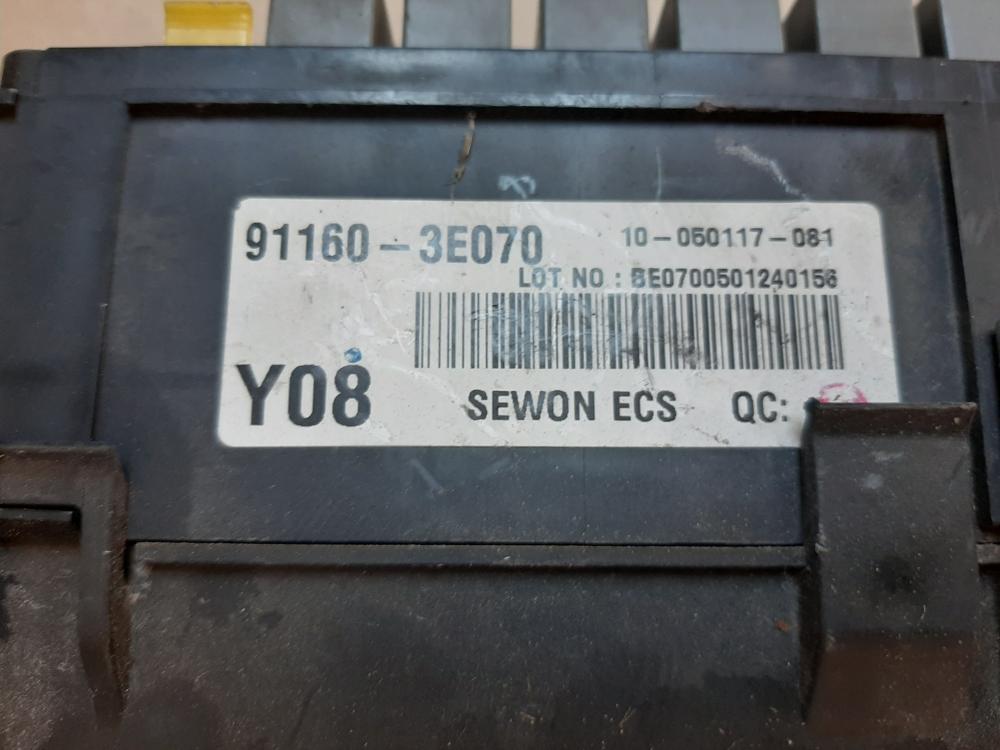 91160-3E070 10-050117-081
LOT NO : BE0700501240156
Y08 SEWON ECS QC: